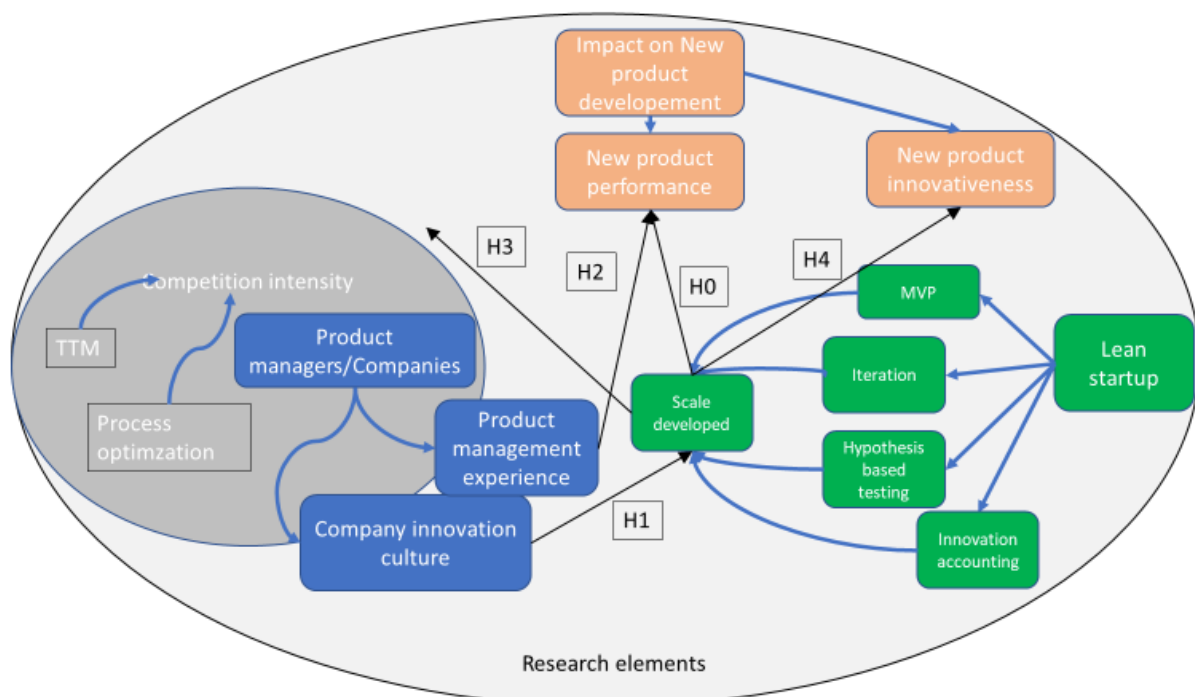 Impact on New
product
developement
New product
performance
New product
innovativeness
H3
H2
H0
H4
Competition intensity
TTM
Process
optimzation
Product
managers/Companies
Product
management
experience
Company innovation
culture
H1
Scale
developed
MVP
Iteration
Hypothesis
based
testing
Innovation
accounting
Lean
startup
Research elements